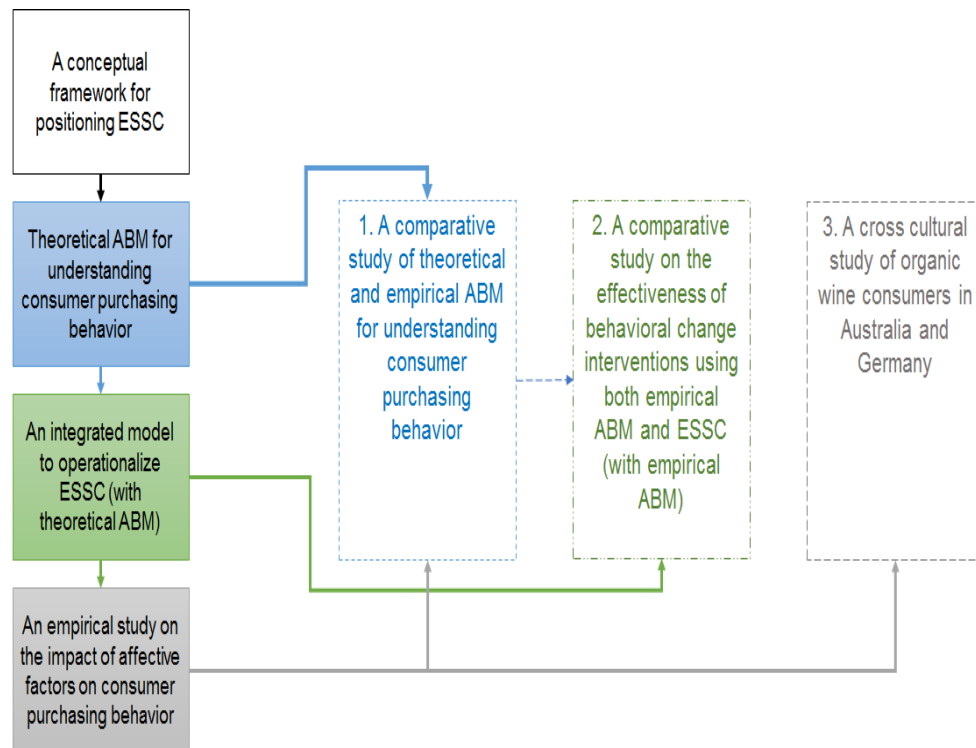 A conceptual
framework for
positioning ESSC
Theoretical ABM for
understanding
consumer purchasing
behavior
An integrated model
to operationalize
ESSC (with
theoretical ABM)
An empirical study on
the impact of affective
factors on consumer
purchasing behavior
1. A comparative
study of theoretical
and empirical ABM
for understanding
consumer
purchasing
behavior
2. A comparative
study on the
effectiveness of
behavioral change
interventions using
both empirical
ABM and ESSC
(with empirical
ABM)
3. A cross cultural
study of organic
wine consumers in
Australia and
Germany